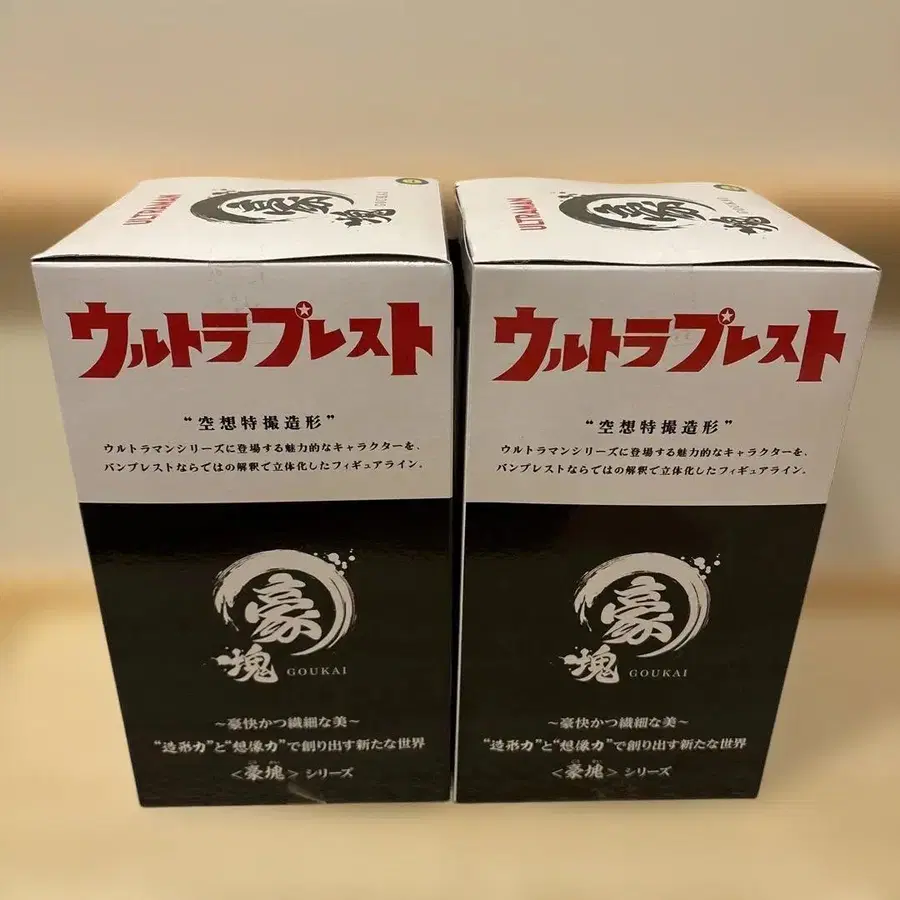 ULTRAMAN
豪塊
GOUKAI
ウルトラプレスト
“空想特撮造形”
ウルトラマンシリーズに登場する魅力的なキャラクターを、
バンプレストならではの解釈で立体化したフィギュアライン。
豪塊
GOUKAI
～豪快かつ繊細な美～
“造形力”と“想像力”で創り出す新たな世界
＜豪塊＞シリーズ
ULTRAMAN
豪塊
GOUKAI
ウルトラプレスト
“空想特撮造形”
ウルトラマンシリーズに登場する魅力的なキャラクターを、
バンプレストならではの解釈で立体化したフィギュアライン。
豪塊
GOUKAI
～豪快かつ繊細な美～
“造形力”と“想像力”で創り出す新たな世界
＜豪塊＞シリーズ